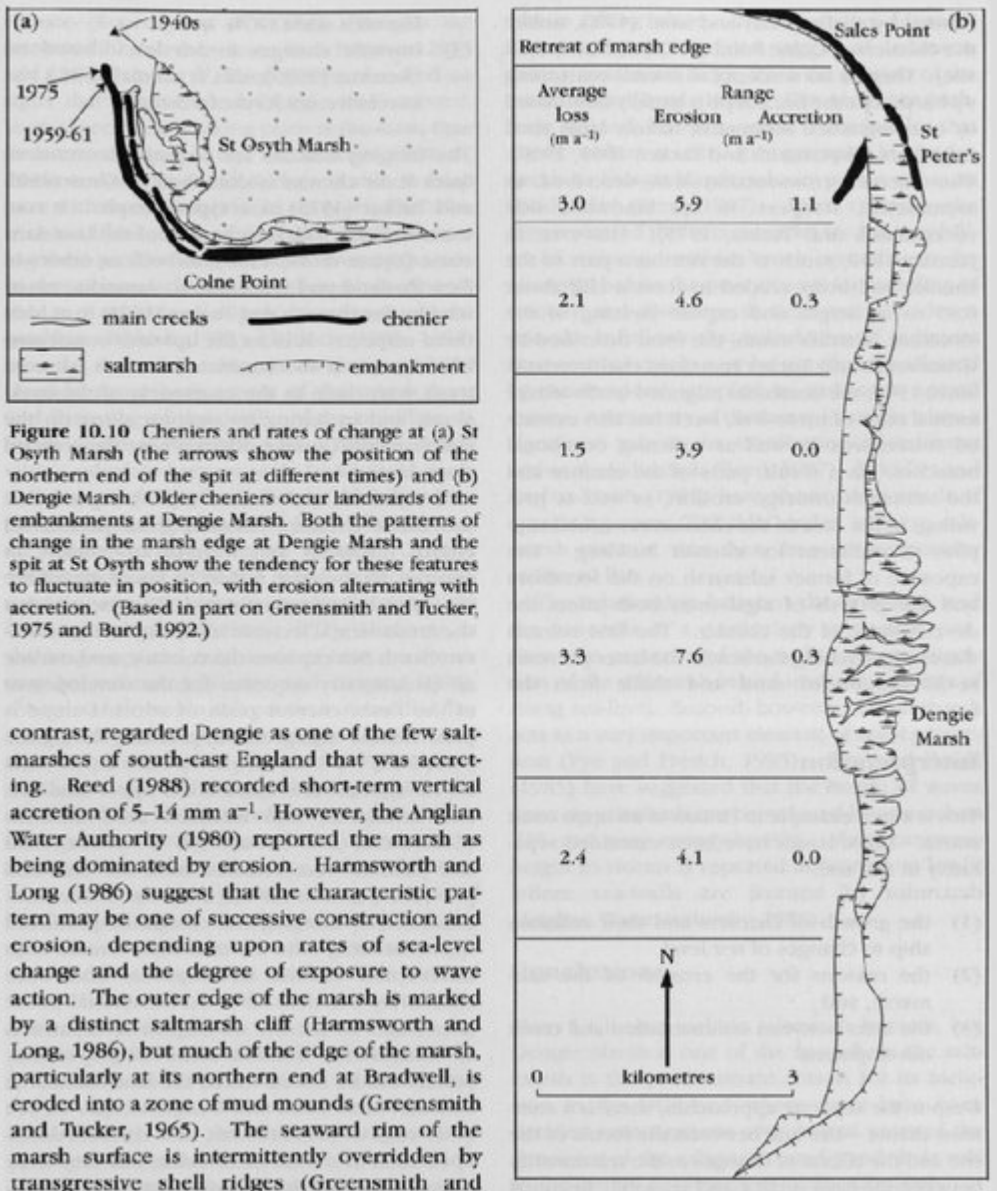 (a)
1940s
1975
1959-61
St Osyth Marsh
Colne Point
main creeks
chenier
saltmarsh
embankment
Figure 10.10 Cheniers and rates of change at (a) St
Osyth Marsh (the arrows show the position of the
northern end of the spit at different times) and (b)
Dengie Marsh. Older cheniers occur landwards of the
embankments at Dengie Marsh. Both the patterns of
change in the marsh edge at Dengie Marsh and the
spit at St Osyth show the tendency for these features
to fluctuate in position, with erosion alternating with
accretion. (Based in part on Greensmith and Tucker,
1975 and Burd, 1992.)
contrast, regarded Dengie as one of the few salt-
marshes of south-east England that was accret-
ing. Reed (1988) recorded short-term vertical
accretion of 5–14 mm a⁻¹. However, the Anglian
Water Authority (1980) reported the marsh as
being dominated by erosion. Harmsworth and
Long (1986) suggest that the characteristic pat-
tern may be one of successive construction and
erosion, depending upon rates of sea-level
change and the degree of exposure to wave
action. The outer edge of the marsh is marked
by a distinct saltmarsh cliff (Harmsworth and
Long, 1986), but much of the edge of the marsh,
particularly at its northern end at Bradwell, is
eroded into a zone of mud mounds (Greensmith
and Tucker, 1965). The seaward rim of the
marsh surface is intermittently overridden by
transgressive shell ridges (Greensmith and
(b)
Sales Point
Retreat of marsh edge
Average Range
loss Erosion Accretion
(m a⁻¹) (m a⁻¹)
St
Peter's
3.0 5.9 1.1
2.1 4.6 0.3
1.5 3.9 0.0
3.3 7.6 0.3
Dengie
Marsh
2.4 4.1 0.0
N
0 kilometres 3